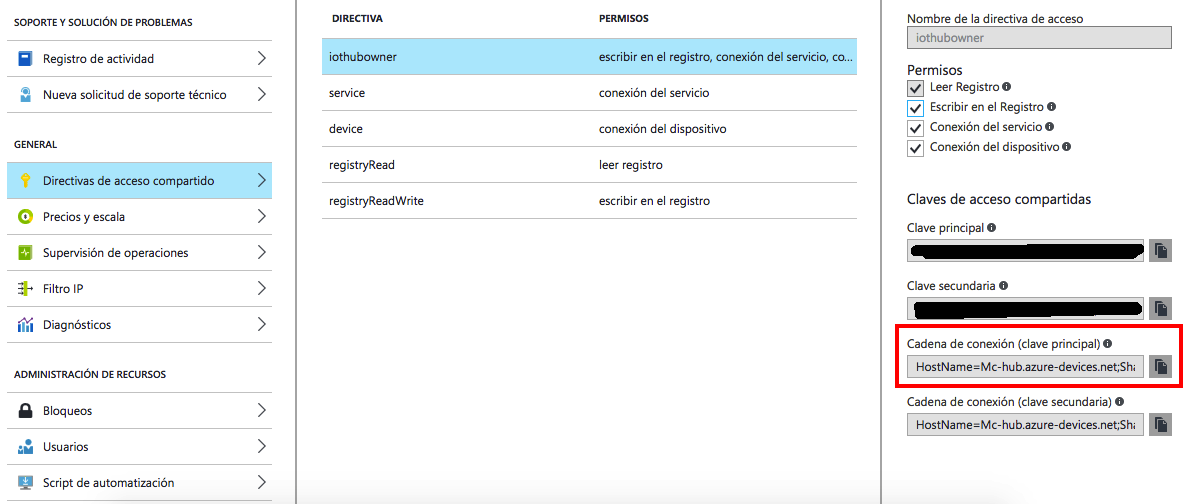 SOPORTE Y SOLUCIÓN DE PROBLEMAS
Registro de actividad
Nueva solicitud de soporte técnico
GENERAL
Directivas de acceso compartido
Precios y escala
Supervisión de operaciones
Filtro IP
Diagnósticos
ADMINISTRACIÓN DE RECURSOS
Bloqueos
Usuarios
Script de automatización
DIRECTIVA PERMISOS
iothubowner escribir en el registro, conexión del servicio, co...
service conexión del servicio
device conexión del dispositivo
registryRead leer registro
registryReadWrite escribir en el registro
Nombre de la directiva de acceso
iothubowner
Permisos
Leer Registro
Escribir en el Registro
Conexión del servicio
Conexión del dispositivo
Claves de acceso compartidas
Clave principal
Clave secundaria
Cadena de conexión (clave principal)
HostName=Mc-hub.azure-devices.net;Sha
Cadena de conexión (clave secundaria)
HostName=Mc-hub.azure-devices.net;Sha